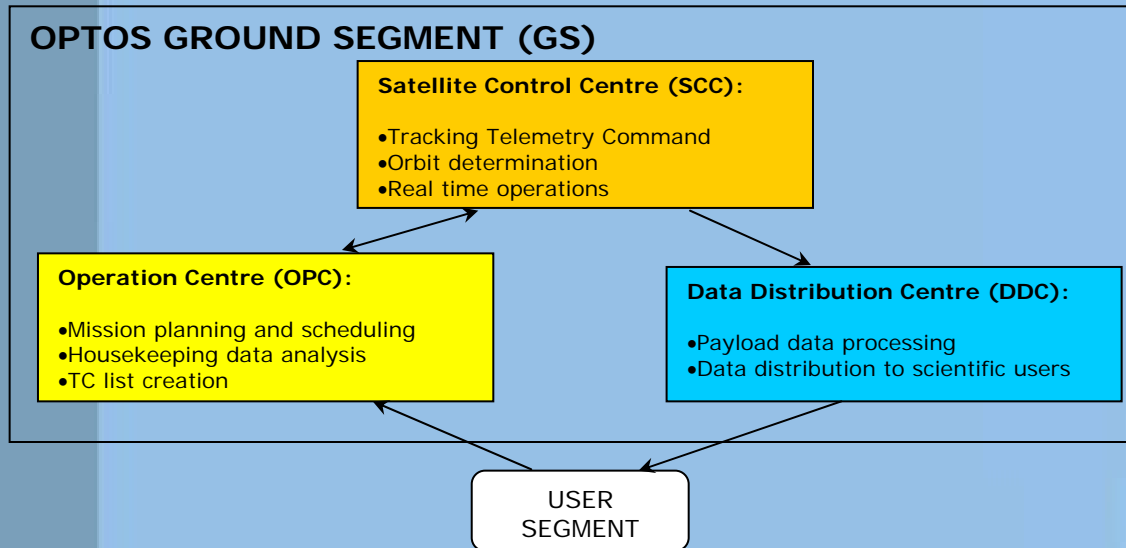 OPTOS GROUND SEGMENT (GS)
Satellite Control Centre (SCC):
•Tracking Telemetry Command
•Orbit determination
•Real time operations
Operation Centre (OPC):
•Mission planning and scheduling
•Housekeeping data analysis
•TC list creation
Data Distribution Centre (DDC):
•Payload data processing
•Data distribution to scientific users
USER
SEGMENT